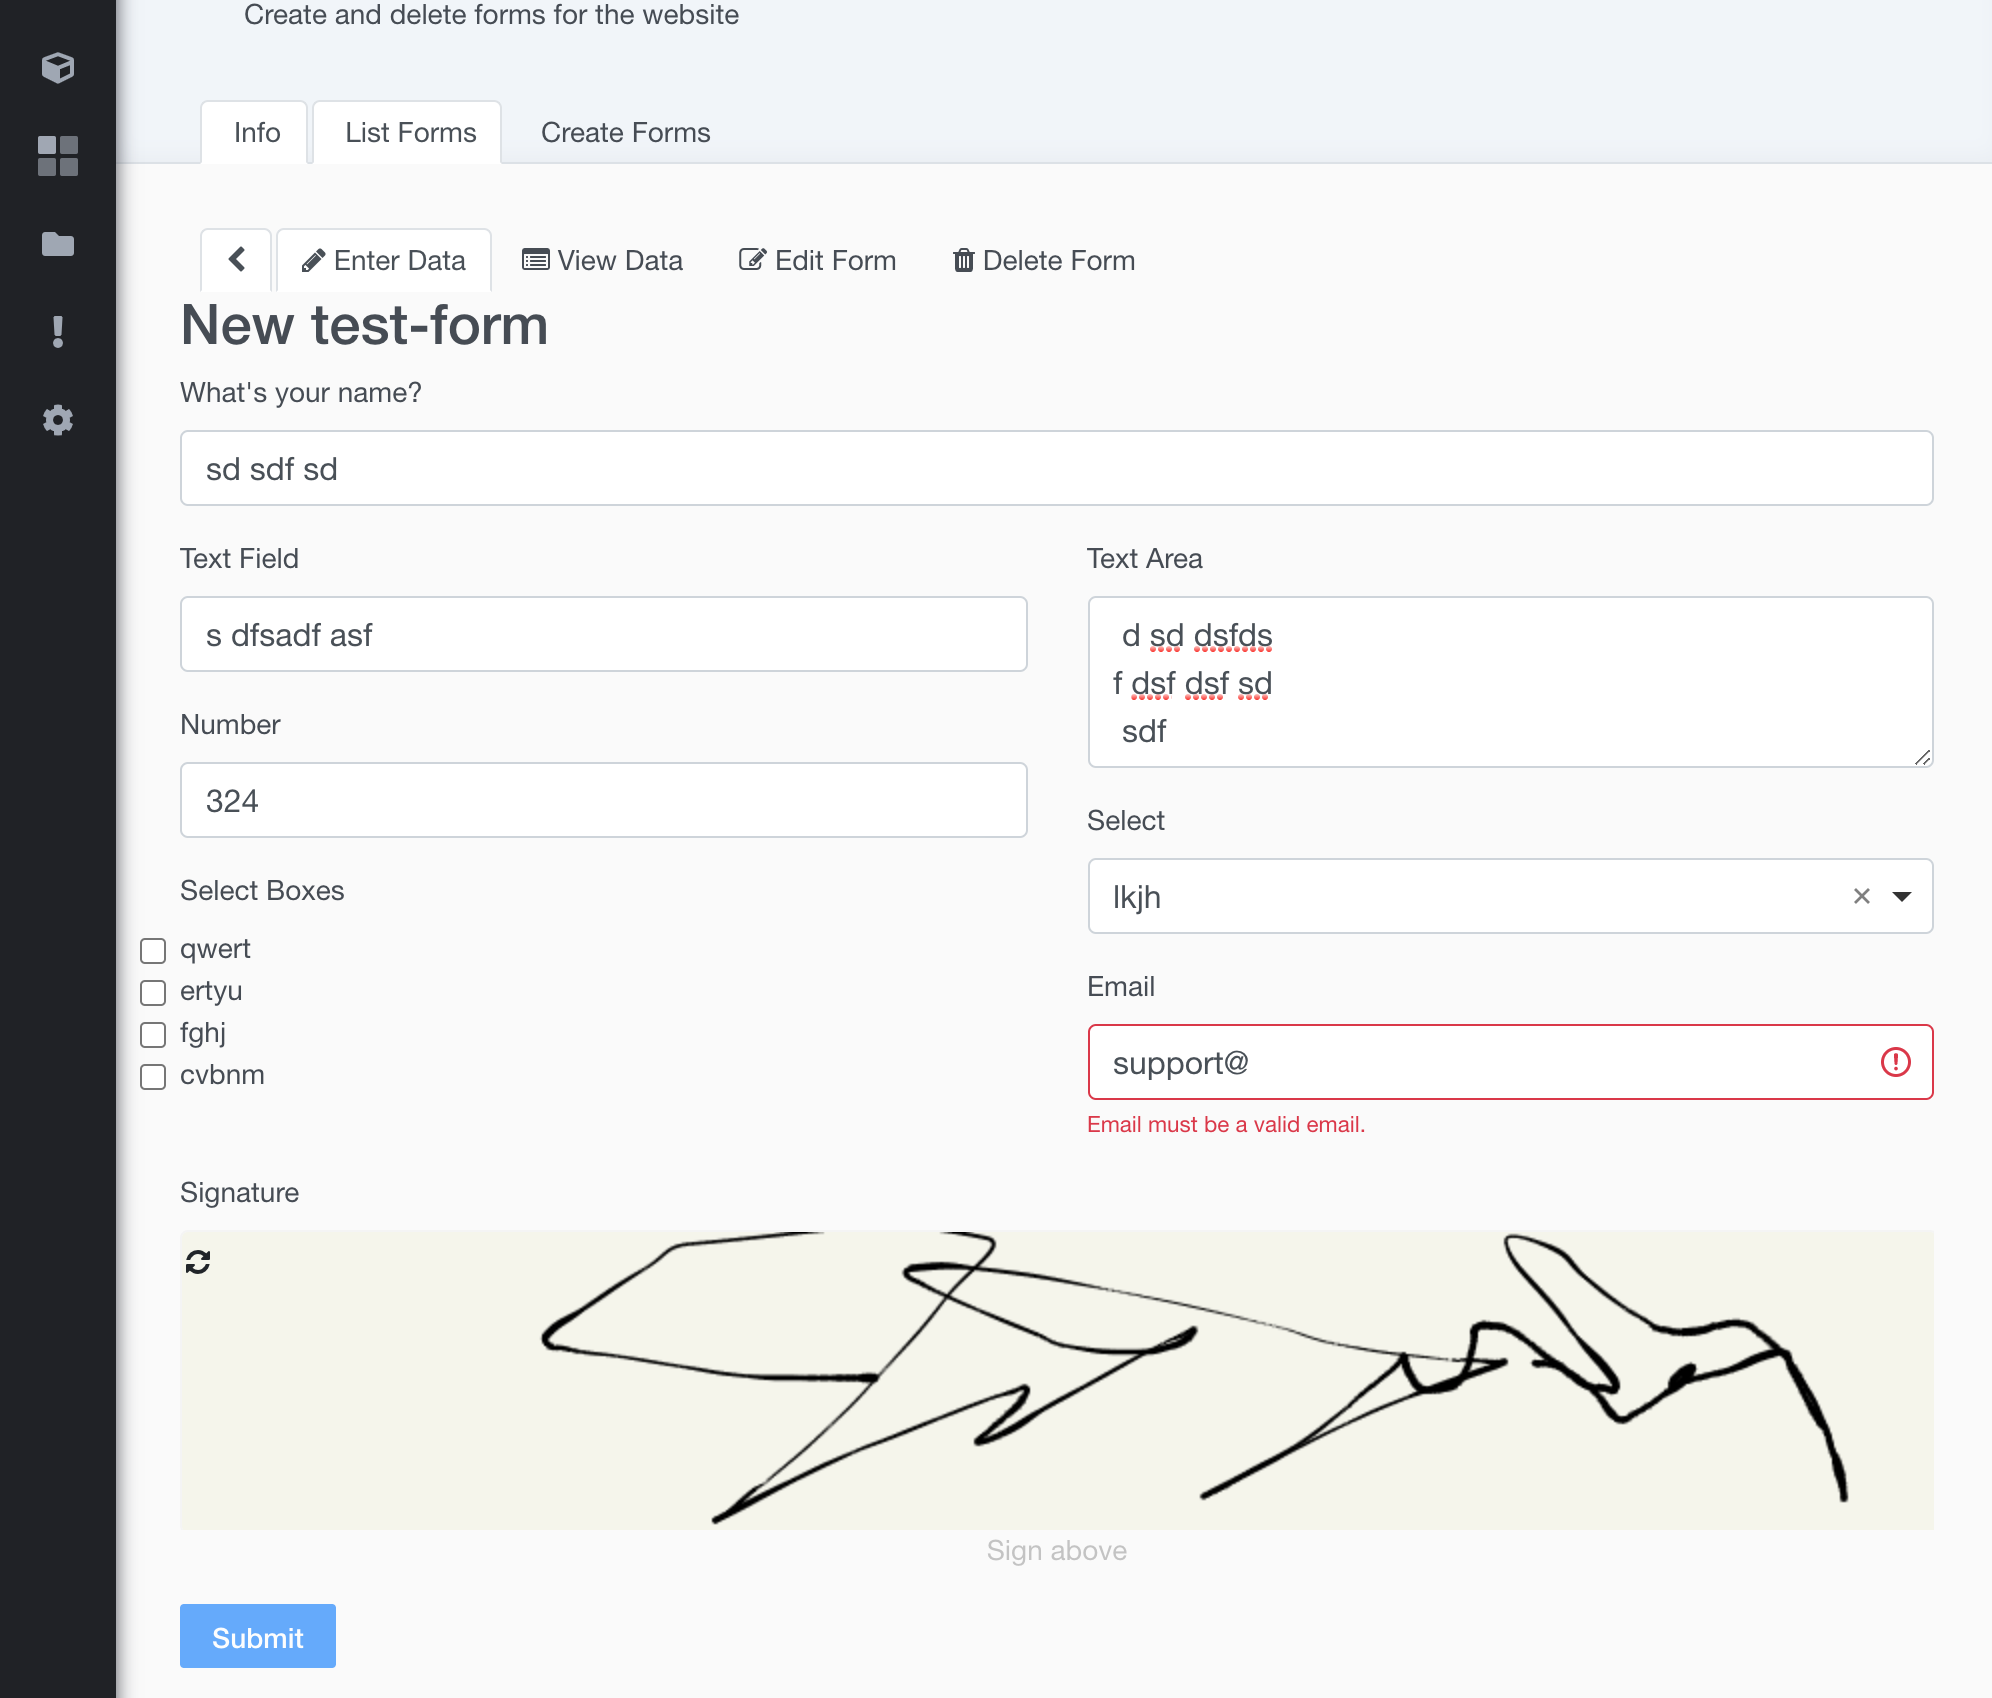 Create and delete forms for the website
Info List Forms Create Forms
Enter Data View Data Edit Form Delete Form
New test-form
What's your name?
sd sdf sd
Text Field
s dfsadf asf
Number
324
Select Boxes
qwert
ertyu
fghj
cvbnm
Text Area
d sd dsfds
f dsf dsf sd
sdf
Select
lkjh
Email
support@
Email must be a valid email.
Signature
Sign above
Submit